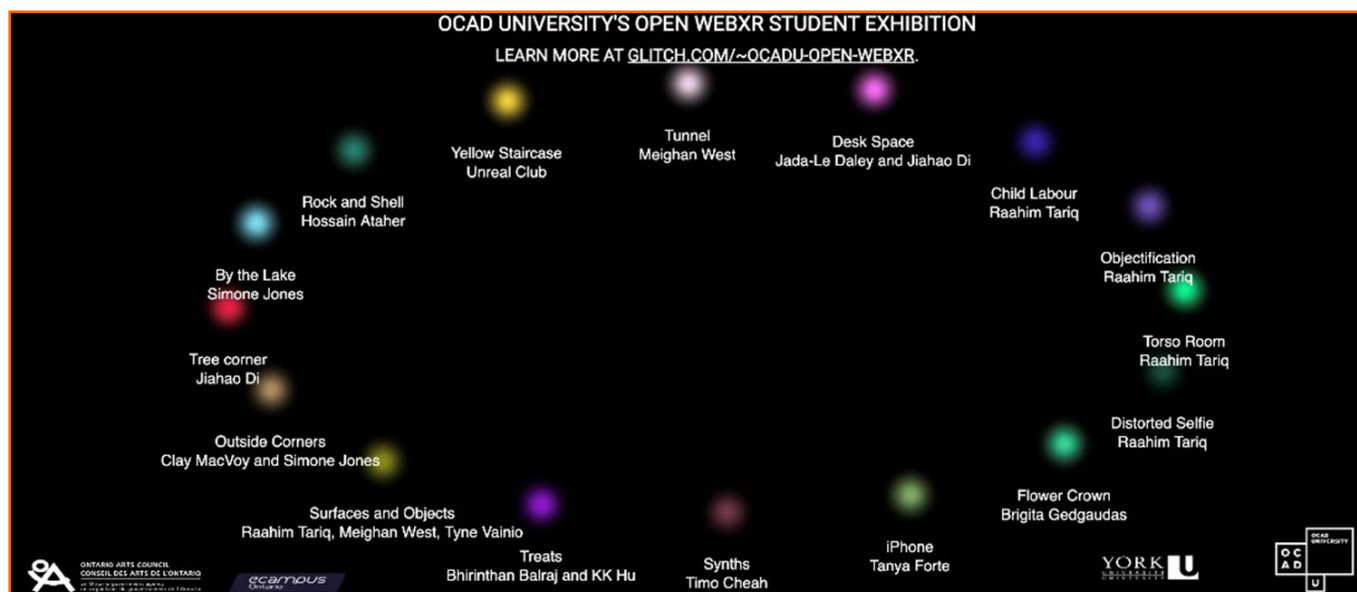 OCAD UNIVERSITY'S OPEN WEBXR STUDENT EXHIBITION
LEARN MORE AT GLITCH.COM/~OCADU-OPEN-WEBXR.
Tunnel
Meighan West
Desk Space
Jada-Le Daley and Jiahao Di
Yellow Staircase
Unreal Club
Child Labour
Raahim Tariq
Rock and Shell
Hossain Ataher
Objectification
Raahim Tariq
By the Lake
Simone Jones
Torso Room
Raahim Tariq
Tree corner
Jiahao Di
Distorted Selfie
Raahim Tariq
Outside Corners
Clay MacVoy and Simone Jones
Flower Crown
Brigita Gedgaudas
Surfaces and Objects
Raahim Tariq, Meighan West, Tyne Vainio
iPhone
Tanya Forte
Treats
Bhirinthan Balraj and KK Hu
Synths
Timo Cheah
ONTARIO ARTS COUNCIL
CONSEIL DES ARTS DE L'ONTARIO
ecampus
Ontario
YORK U
UNIVERSITÉ
UNIVERSITY
OCAD
UNIVERSITY
OC
AD
U